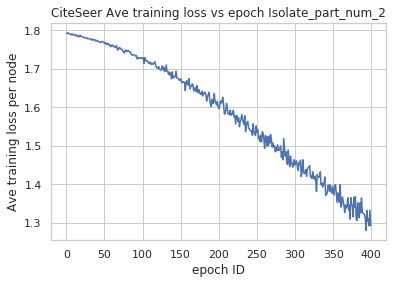 CiteSeer Ave training loss vs epoch Isolate_part_num_2
1.8
1.7
1.6
1.5
1.4
1.3
Ave training loss per node
0 50 100 150 200 250 300 350 400
epoch ID